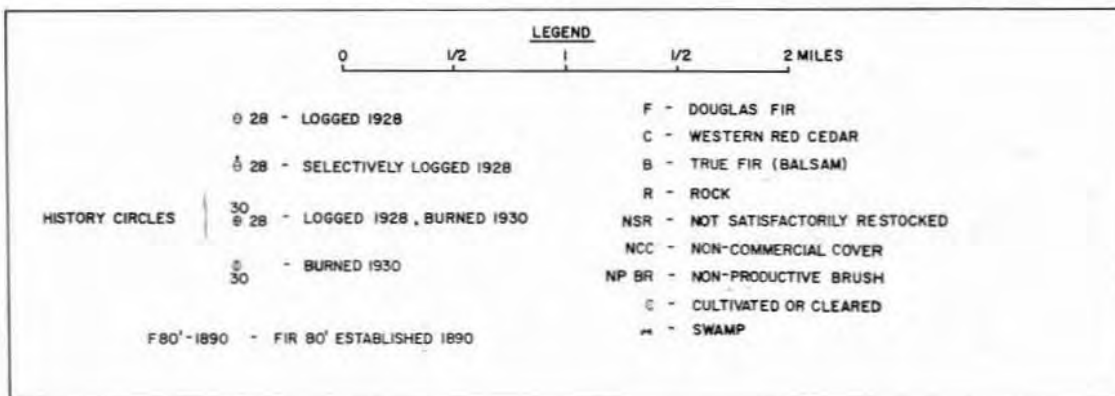 LEGEND
0 1/2 1 1/2 2 MILES
28 - LOGGED 1928
28 - SELECTIVELY LOGGED 1928
HISTORY CIRCLES
30
28 - LOGGED 1928, BURNED 1930
- BURNED 1930
30
F80'-1890 - FIR 80' ESTABLISHED 1890
F - DOUGLAS FIR
C - WESTERN RED CEDAR
B - TRUE FIR (BALSAM)
R - ROCK
NSR - NOT SATISFACTORILY RESTOCKED
NCC - NON-COMMERCIAL COVER
NP BR - NON-PRODUCTIVE BRUSH
C - CULTIVATED OR CLEARED
- SWAMP